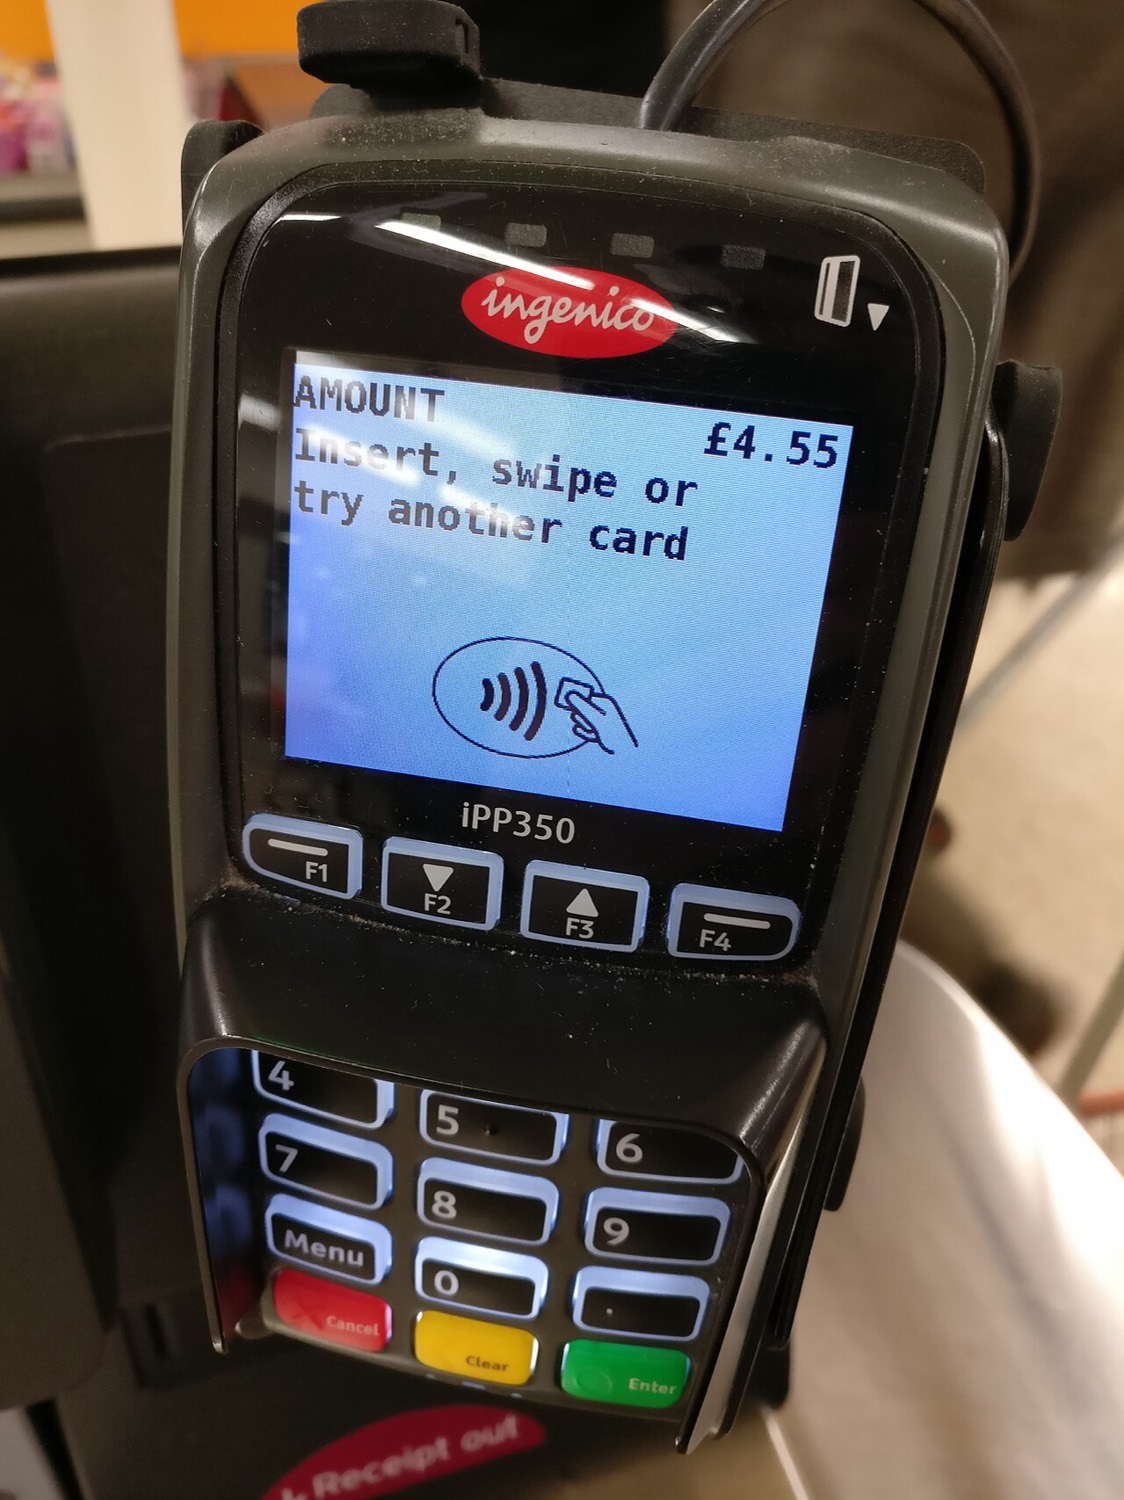 ingenico
AMOUNT
£4.55
Insert, swipe or
try another card
iPP350
F1
F2
F3
F4
4
5
6
7
8
9
Menu
0
.
Cancel
Clear
Enter
Receipt out